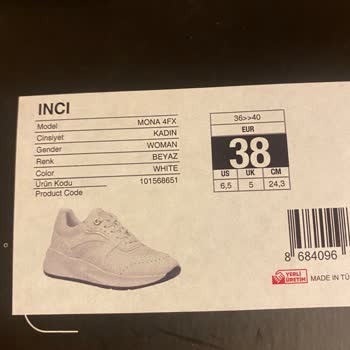 INCI
Model MONA 4FX
Cinsiyet KADIN
Gender WOMAN
Renk BEYAZ
Color WHITE
Ürün Kodu 101568651
Product Code
36>>40
EUR
38
US UK CM
6,5 5 24,3
8 684096
YERLİ ÜRETİM
MADE IN TÜ